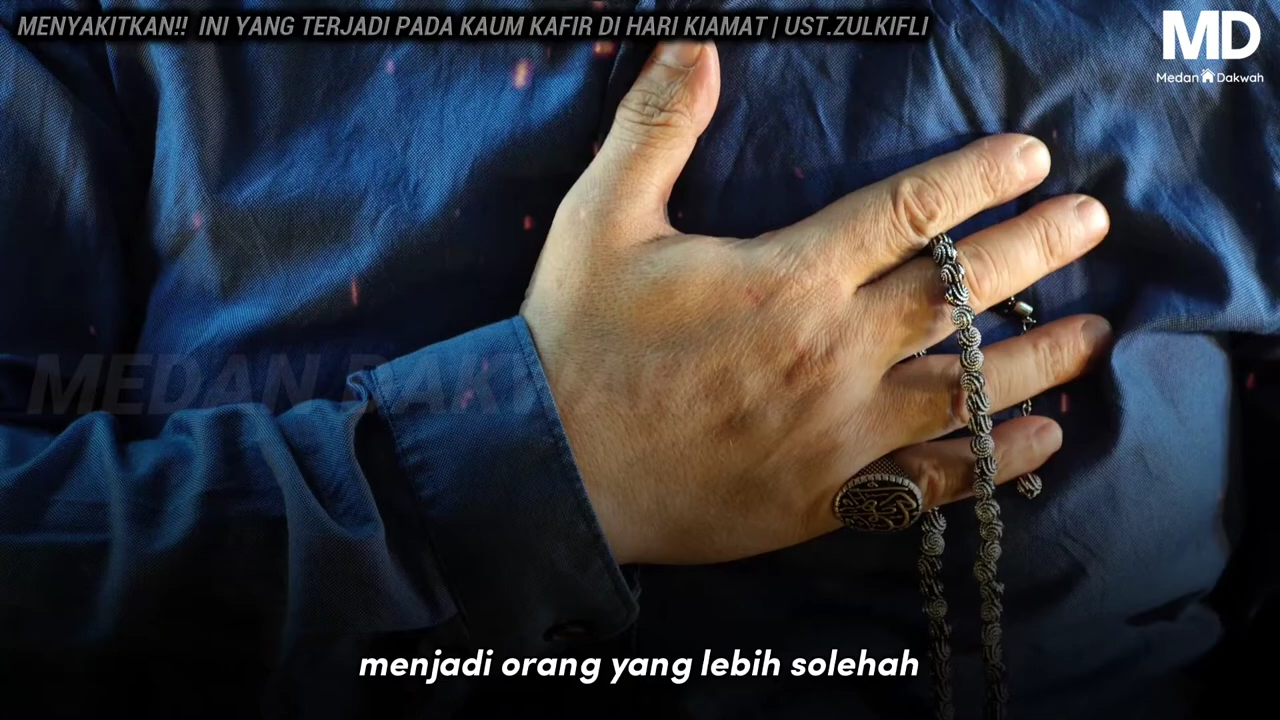 MENYAKITKAN!! INI YANG TERJADI PADA KAUM KAFIR DI HARI KIAMAT | UST.ZULKIFLI
MD
Medan Dakwah
MEDAN DAKWAH
menjadi orang yang lebih solehah